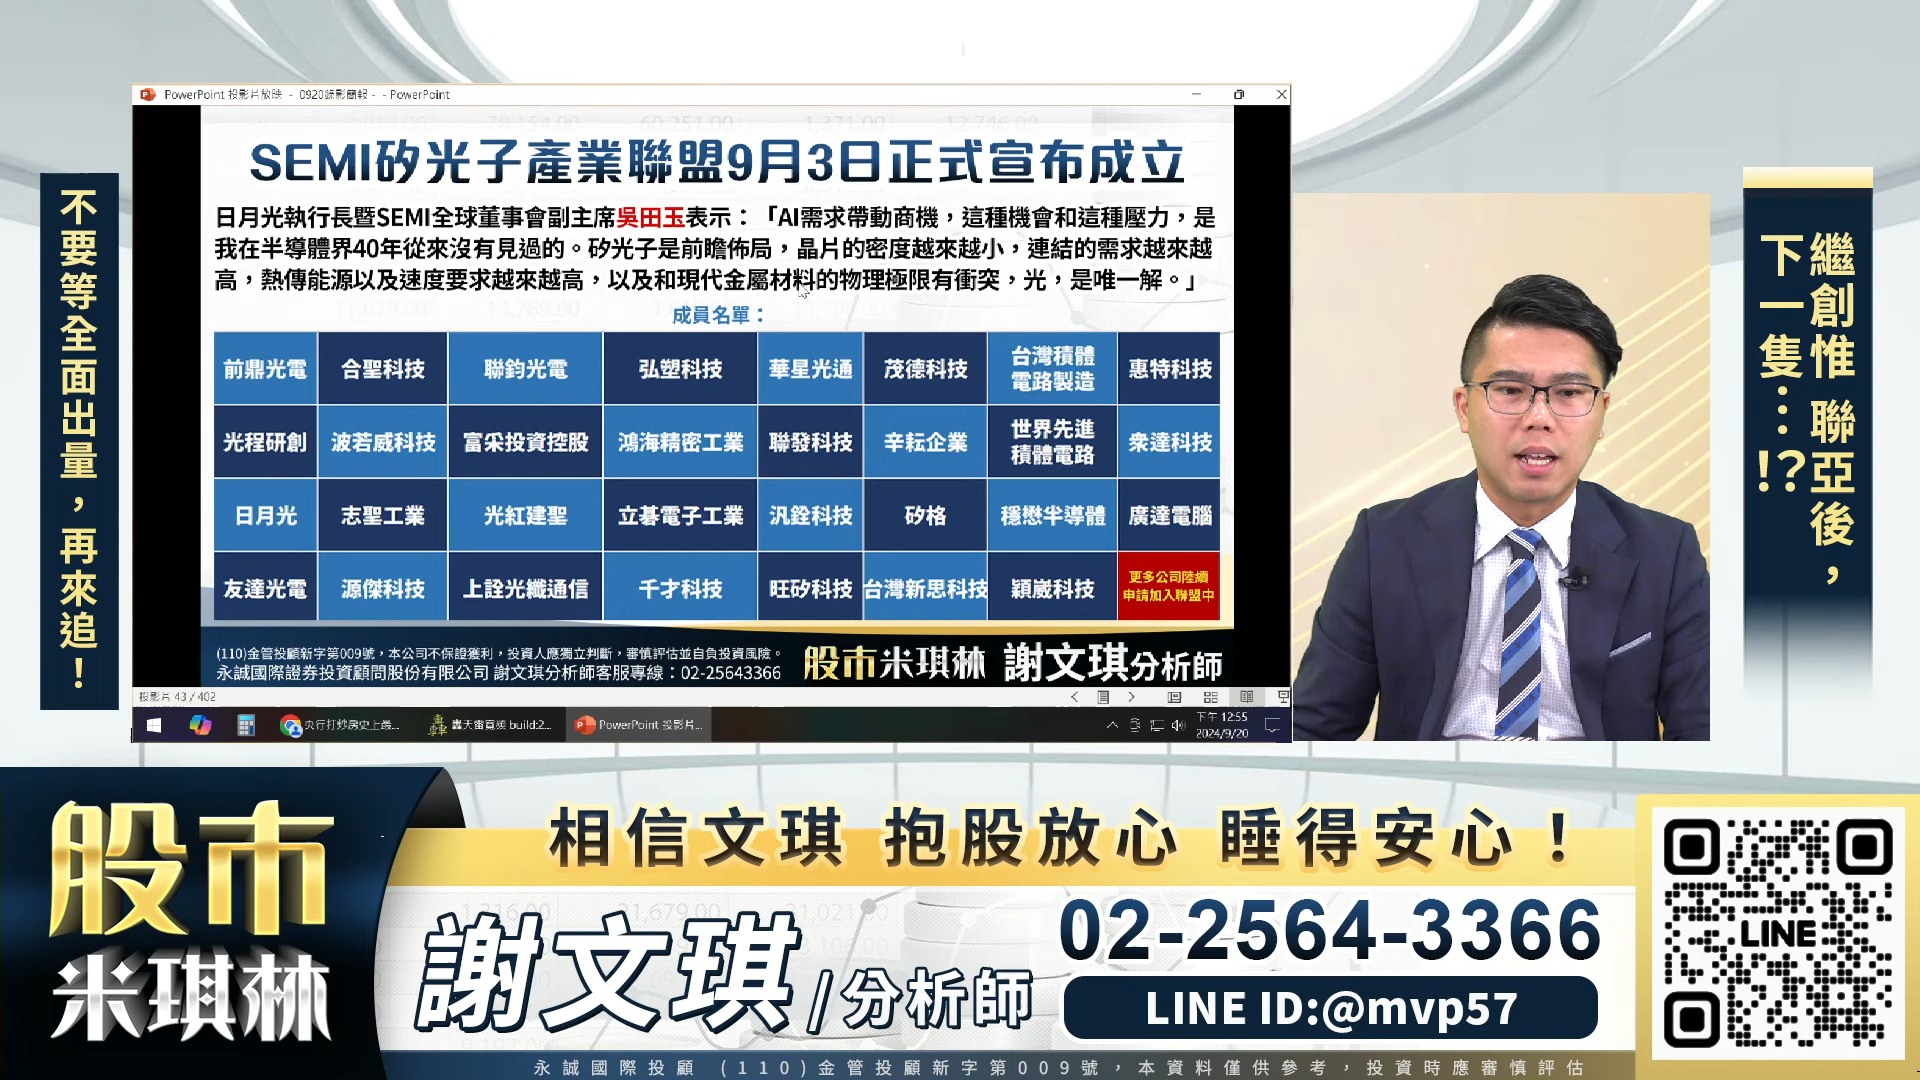 PowerPoint 投影片放映 - 0920錄影簡報 - - PowerPoint
SEMI矽光子產業聯盟9月3日正式宣布成立
日月光執行長暨SEMI全球董事會副主席吳田玉表示：「AI需求帶動商機，這種機會和這種壓力，是
我在半導體界40年從來沒有見過的。矽光子是前瞻佈局，晶片的密度越來越小，連結的需求越來越
高，熱傳能源以及速度要求越來越高，以及和現代金屬材料的物理極限有衝突，光，是唯一解。」
成員名單：
前鼎光電 合聖科技 聯鈞光電 弘塑科技 華星光通 茂德科技 台灣積體電路製造 惠特科技
光程研創 波若威科技 富采投資控股 鴻海精密工業 聯發科技 辛耘企業 世界先進積體電路 眾達科技
日月光 志聖工業 光紅建聖 立碁電子工業 汎銓科技 矽格 穩懋半導體 廣達電腦
友達光電 源傑科技 上詮光纖通信 千才科技 旺矽科技 台灣新思科技 穎崴科技 更多公司陸續申請加入聯盟中
(110)金管投顧新字第009號，本公司不保證獲利，投資人應獨立判斷，審慎評估並自負投資風險。
永誠國際證券投資顧問股份有限公司 謝文琪分析師客服專線：02-25643366
股市米琪林 謝文琪分析師
投影片 43 / 402
央行打炒房史上最...
轟天雷寬頻 build:2...
PowerPoint 投影片...
下午 12:55
2024/9/20
不要等全面出量，再來追！
繼創惟 聯亞後，
下一隻…!?
股市
米琪林
相信文琪 抱股放心 睡得安心！
謝文琪/分析師
02-2564-3366
LINE ID:@mvp57
LINE
永誠國際投顧 (110)金管投顧新字第009號，本資料僅供參考，投資時應審慎評估